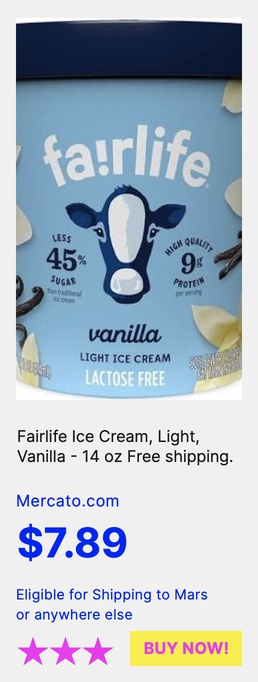 fa!rlife
LESS
45%
SUGAR
than traditional
ice cream
HIGH QUALITY
9g
PROTEIN
per serving
vanilla
LIGHT ICE CREAM
LACTOSE FREE
Fairlife Ice Cream, Light,
Vanilla - 14 oz Free shipping.
Mercato.com
$7.89
Eligible for Shipping to Mars
or anywhere else
BUY NOW!